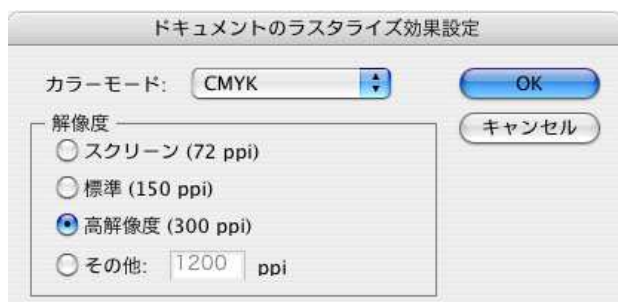 ドキュメントのラスタライズ効果設定
カラーモード: CMYK
OK
解像度
キャンセル
スクリーン (72 ppi)
標準 (150 ppi)
高解像度 (300 ppi)
その他: 1200 ppi